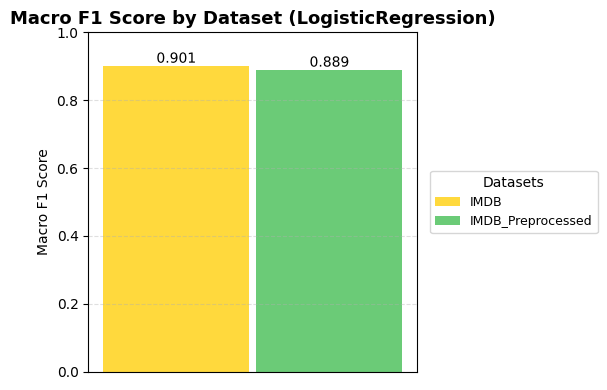 Macro F1 Score by Dataset (LogisticRegression)
1.0
0.8
0.6
0.4
0.2
0.0
Macro F1 Score
0.901
0.889
Datasets
IMDB
IMDB_Preprocessed